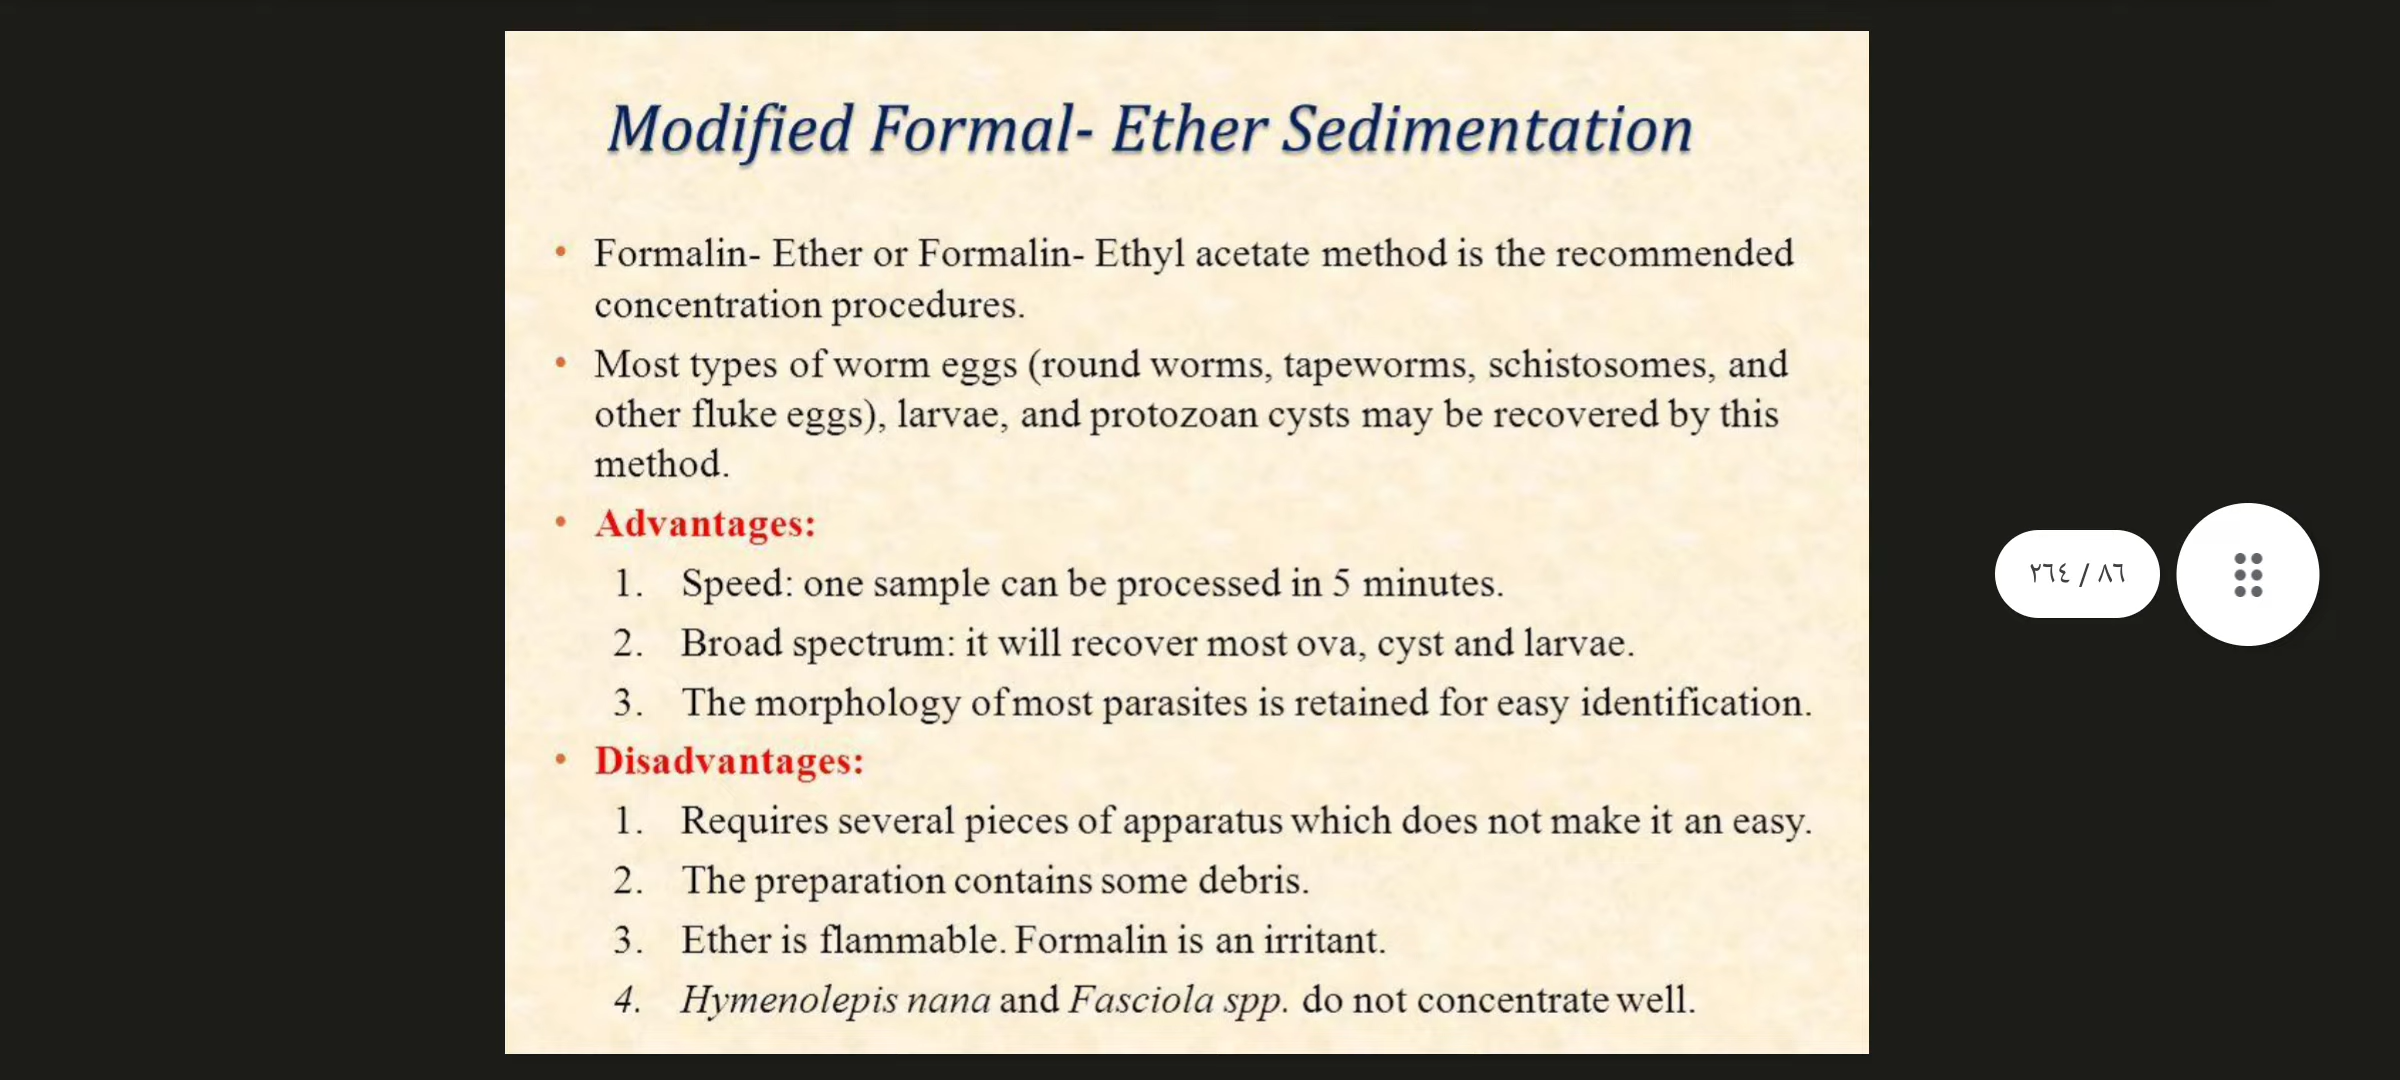 Modified Formal- Ether Sedimentation
• Formalin- Ether or Formalin- Ethyl acetate method is the recommended
concentration procedures.
• Most types of worm eggs (round worms, tapeworms, schistosomes, and
other fluke eggs), larvae, and protozoan cysts may be recovered by this
method.
• Advantages:
1. Speed: one sample can be processed in 5 minutes.
2. Broad spectrum: it will recover most ova, cyst and larvae.
3. The morphology of most parasites is retained for easy identification.
• Disadvantages:
1. Requires several pieces of apparatus which does not make it an easy.
2. The preparation contains some debris.
3. Ether is flammable. Formalin is an irritant.
4. Hymenolepis nana and Fasciola spp. do not concentrate well.
٢٦٤ / ٨٦